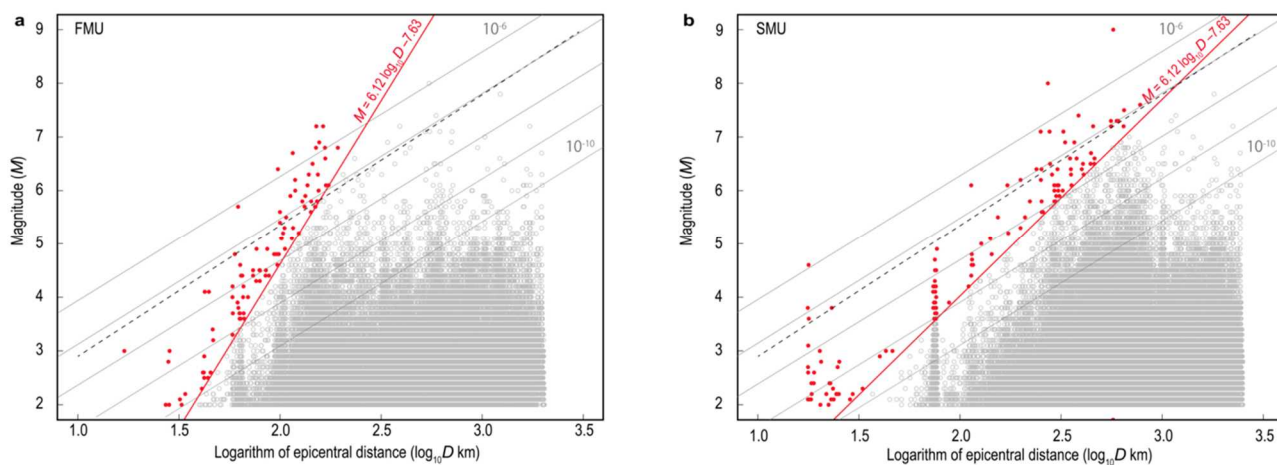 a
FMU
9
8
7
6
5
4
3
2
Magnitude (M)
10-6
10-10
M = 6.12 log10D –7.63
1.0 1.5 2.0 2.5 3.0 3.5
Logarithm of epicentral distance (log10D km)
b
SMU
9
8
7
6
5
4
3
2
Magnitude (M)
10-6
10-10
M = 6.12 log10D –7.63
1.0 1.5 2.0 2.5 3.0 3.5
Logarithm of epicentral distance (log10D km)